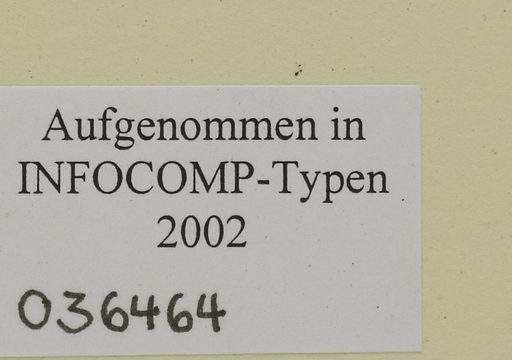 Aufgenommen in
INFOCOMP-Typen
2002
036464